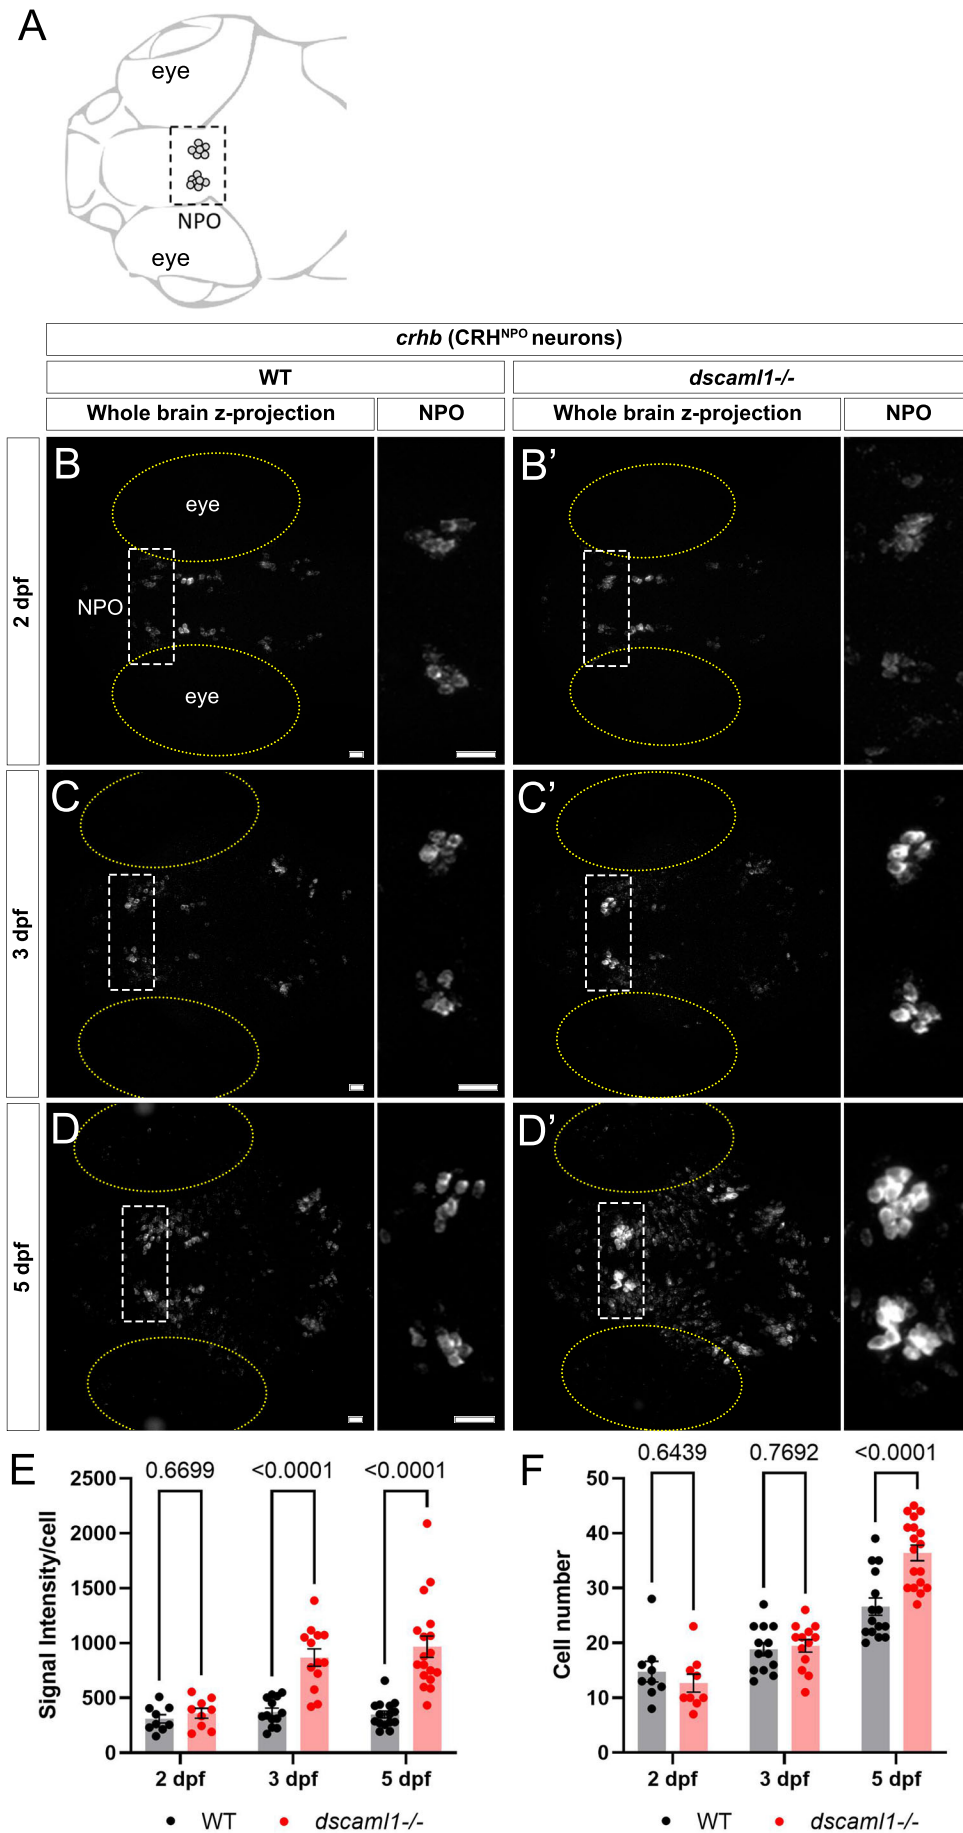 A
eye
NPO
eye
crhb (CRHNPO neurons)
WT
dscaml1-/-
Whole brain z-projection
NPO
Whole brain z-projection
NPO
2 dpf
B
eye
NPO
eye
B’
3 dpf
C
C’
5 dpf
D
D’
E
Signal Intensity/cell
2500
2000
1500
1000
500
0
0.6699
<0.0001
<0.0001
2 dpf
3 dpf
5 dpf
WT
dscaml1-/-
F
Cell number
50
40
30
20
10
0
0.6439
0.7692
<0.0001
2 dpf
3 dpf
5 dpf
WT
dscaml1-/-